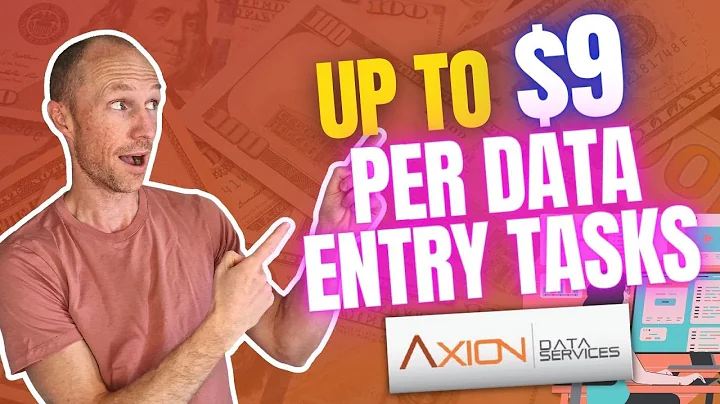 UP TO $9
PER DATA
ENTRY TASKS
AXION DATA
SERVICES